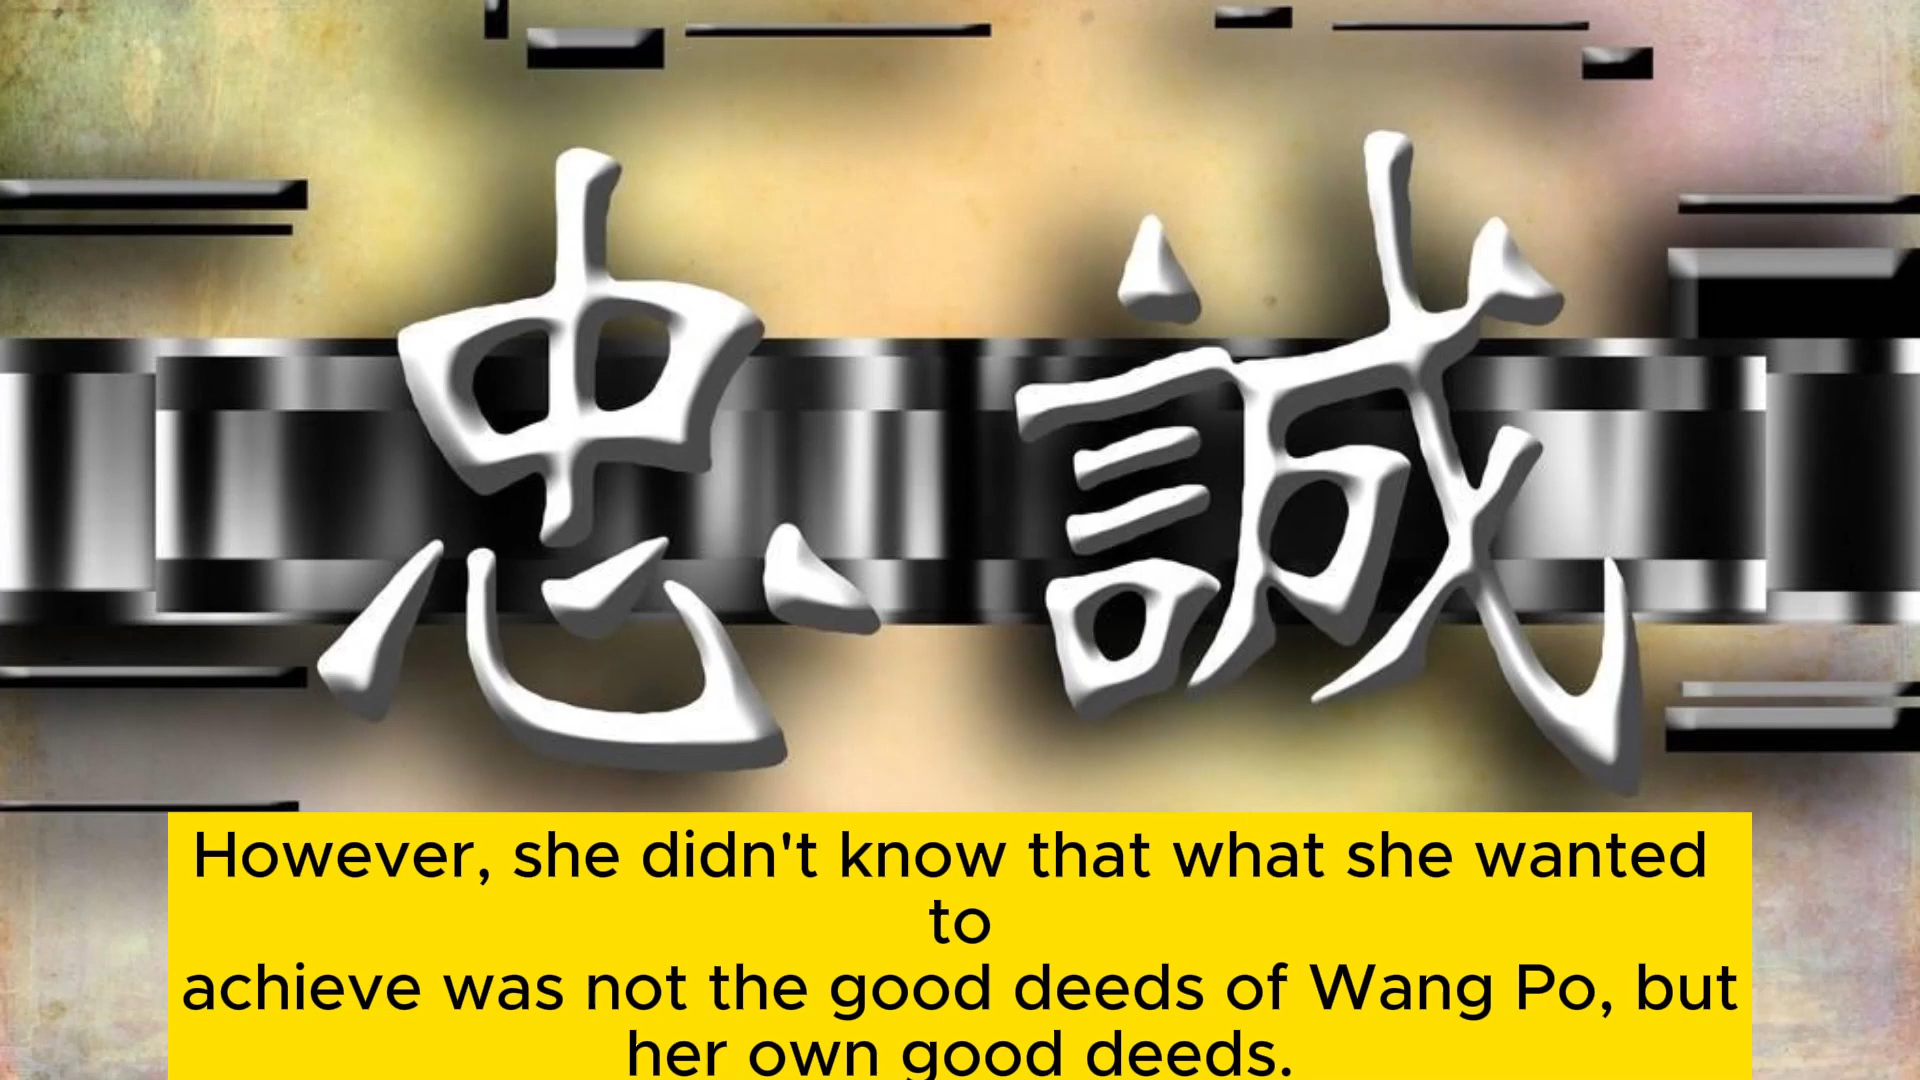 忠誠
However, she didn't know that what she wanted
to
achieve was not the good deeds of Wang Po, but
her own good deeds.